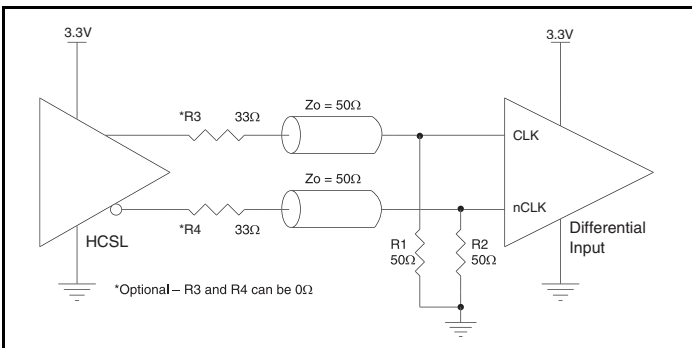 3.3V
3.3V
*R3
33Ω
Zo = 50Ω
CLK
Zo = 50Ω
nCLK
*R4
33Ω
HCSL
R1
50Ω
R2
50Ω
Differential
Input
*Optional – R3 and R4 can be 0Ω